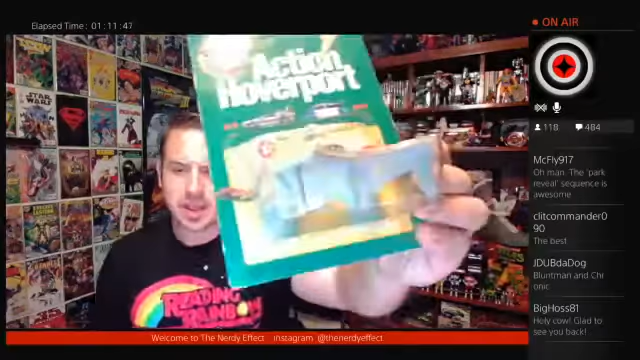 Elapsed Time : 01:11:47
ON AIR
Action
Hoverport
STAR
WARS
READING
RAINBOW
118
484
McFly917
Oh man. The 'park
reveal' sequence is
awesome
clitcommander0
90
The best
JDUBdaDog
Bluntman and Chr
onic
BigHoss81
Holy cow! Glad to
see you back!
Welcome to The Nerdy Effect instagram @thenerdyeffect